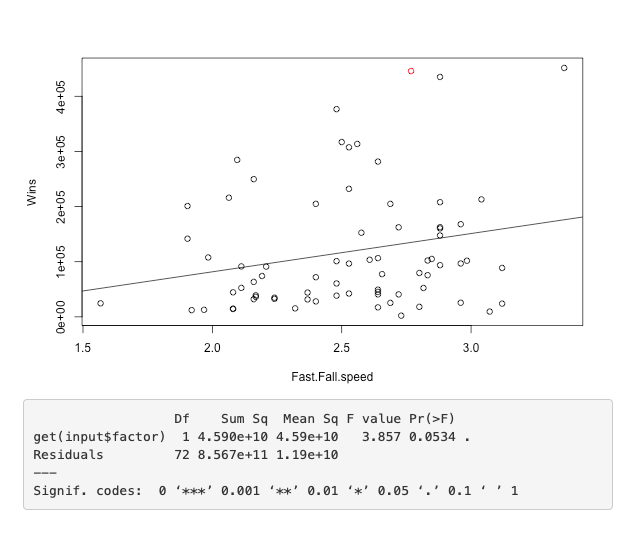 Wins
4e+05
3e+05
2e+05
1e+05
0e+00
1.5 2.0 2.5 3.0
Fast.Fall.speed
Df Sum Sq Mean Sq F value Pr(>F)
get(input$factor) 1 4.590e+10 4.59e+10 3.857 0.0534 .
Residuals 72 8.567e+11 1.19e+10
---
Signif. codes: 0 ‘***’ 0.001 ‘**’ 0.01 ‘*’ 0.05 ‘.’ 0.1 ‘ ’ 1